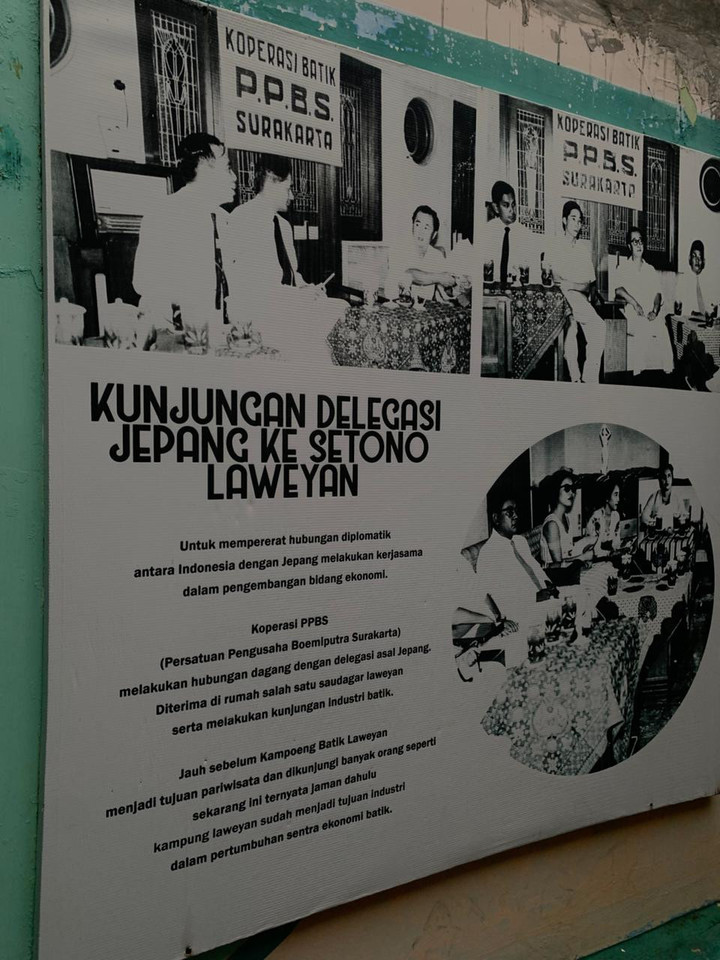 KOPERASI BATIK
P.P.B.S.
SURAKARTA
KOPERASI BATIK
P.P.B.S.
SURAKARTA
KUNJUNGAN DELEGASI
JEPANG KE SETONO
LAWEYAN
Untuk mempererat hubungan diplomatik
antara Indonesia dengan Jepang melakukan kerjasama
dalam pengembangan bidang ekonomi.
Koperasi PPBS
(Persatuan Pengusaha Boemiputra Surakarta)
melakukan hubungan dagang dengan delegasi asal Jepang.
Diterima di rumah salah satu saudagar laweyan
serta melakukan kunjungan industri batik.
Jauh sebelum Kampoeng Batik Laweyan
menjadi tujuan pariwisata dan dikunjungi banyak orang seperti
sekarang ini ternyata jaman dahulu
kampung laweyan sudah menjadi tujuan industri
dalam pertumbuhan sentra ekonomi batik.